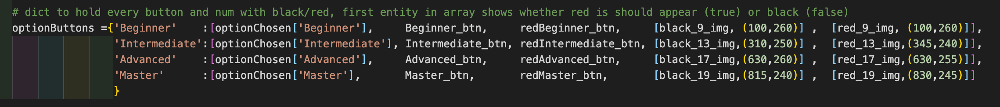 # dict to hold every button and num with black/red, first entity in array shows whether red is should appear (true) or black (false)
optionButtons ={'Beginner'    :[optionChosen['Beginner'],     Beginner_btn,     redBeginner_btn,     [black_9_img, (100,260)] ,  [red_9_img, (100,260)]],
                'Intermediate':[optionChosen['Intermediate'], Intermediate_btn, redIntermediate_btn, [black_13_img,(310,250)] ,  [red_13_img,(345,240)]],
                'Advanced'    :[optionChosen['Advanced'],     Advanced_btn,     redAdvanced_btn,     [black_17_img,(630,260)] ,  [red_17_img,(630,255)]],
                'Master'      :[optionChosen['Master'],       Master_btn,       redMaster_btn,       [black_19_img,(815,240)] ,  [red_19_img,(830,245)]]
                }